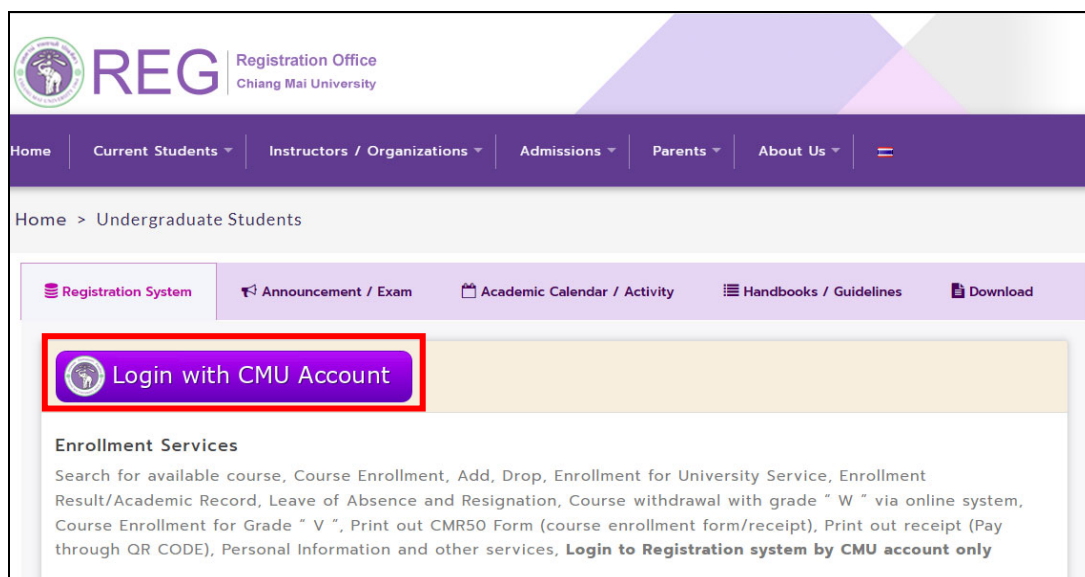 REG
Registration Office
Chiang Mai University
Home Current Students Instructors / Organizations Admissions Parents About Us
Home > Undergraduate Students
Registration System Announcement / Exam Academic Calendar / Activity Handbooks / Guidelines Download
Login with CMU Account
Enrollment Services
Search for available course, Course Enrollment, Add, Drop, Enrollment for University Service, Enrollment
Result/Academic Record, Leave of Absence and Resignation, Course withdrawal with grade " W " via online system,
Course Enrollment for Grade " V ", Print out CMR50 Form (course enrollment form/receipt), Print out receipt (Pay
through QR CODE), Personal Information and other services, Login to Registration system by CMU account only